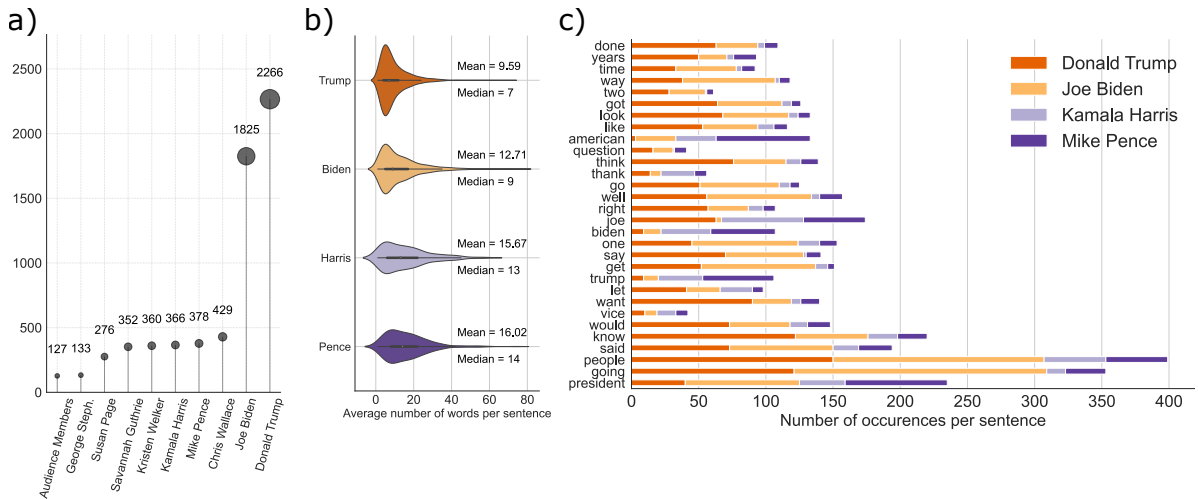 a)
2500
2000
1500
1000
500
0
127
133
276
352
360
366
378
429
1825
2266
Audience Members
George Steph.
Susan Page
Savannah Guthrie
Kristen Welker
Kamala Harris
Mike Pence
Chris Wallace
Joe Biden
Donald Trump
b)
Trump
Mean = 9.59
Median = 7
Biden
Mean = 12.71
Median = 9
Harris
Mean = 15.67
Median = 13
Pence
Mean = 16.02
Median = 14
0 20 40 60 80
Average number of words per sentence
c)
done
years
time
way
two
got
look
like
american
question
think
thank
go
well
right
joe
biden
one
say
get
trump
let
want
vice
would
know
said
people
going
president
0 50 100 150 200 250 300 350 400
Number of occurences per sentence
Donald Trump
Joe Biden
Kamala Harris
Mike Pence